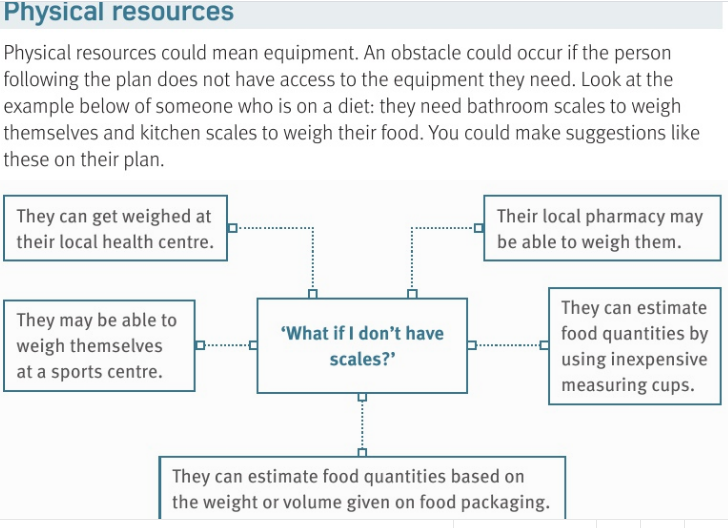 Physical resources
Physical resources could mean equipment. An obstacle could occur if the person
following the plan does not have access to the equipment they need. Look at the
example below of someone who is on a diet: they need bathroom scales to weigh
themselves and kitchen scales to weigh their food. You could make suggestions like
these on their plan.
They can get weighed at
their local health centre.
Their local pharmacy may
be able to weigh them.
They may be able to
weigh themselves
at a sports centre.
‘What if I don’t have
scales?’
They can estimate
food quantities by
using inexpensive
measuring cups.
They can estimate food quantities based on
the weight or volume given on food packaging.